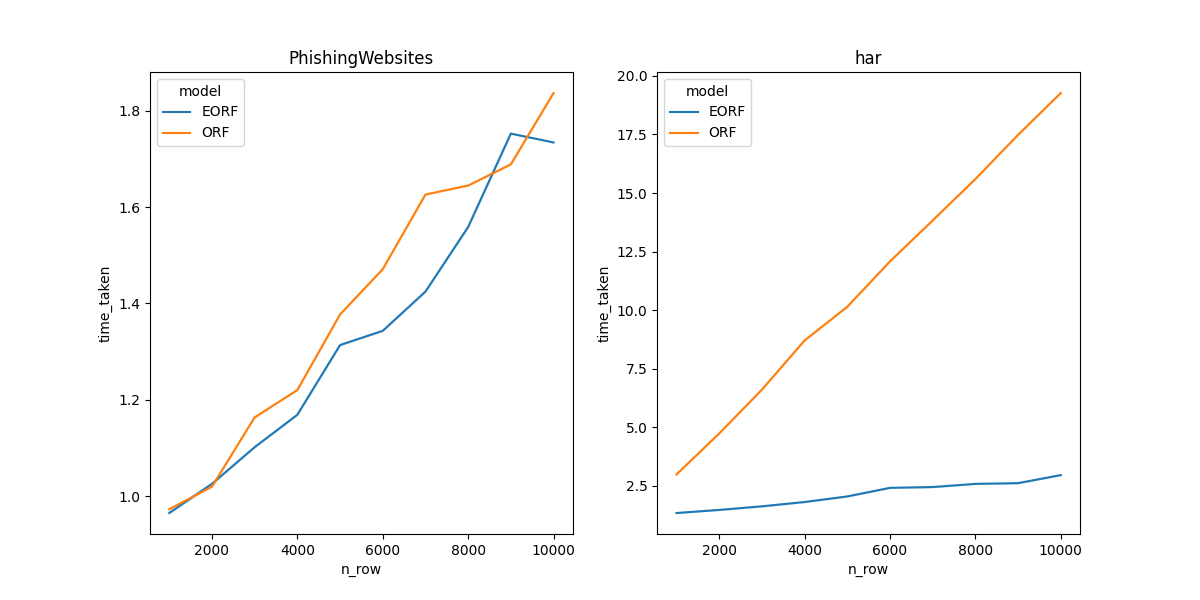 PhishingWebsites
model
EORF
ORF
1.8
1.6
1.4
1.2
1.0
time_taken
2000 4000 6000 8000 10000
n_row
har
model
EORF
ORF
20.0
17.5
15.0
12.5
10.0
7.5
5.0
2.5
time_taken
2000 4000 6000 8000 10000
n_row